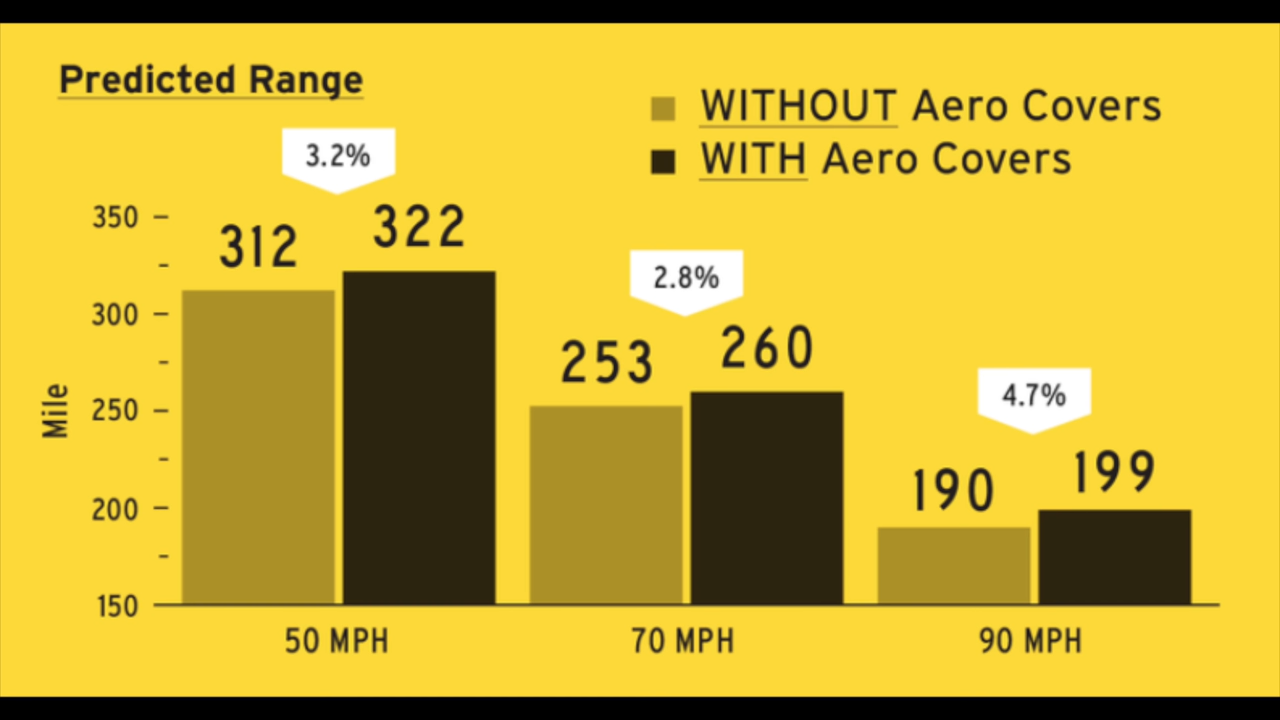 Predicted Range
WITHOUT Aero Covers
WITH Aero Covers
3.2%
350
312
322
2.8%
300
253
260
4.7%
Mile
250
190
199
200
150
50 MPH
70 MPH
90 MPH